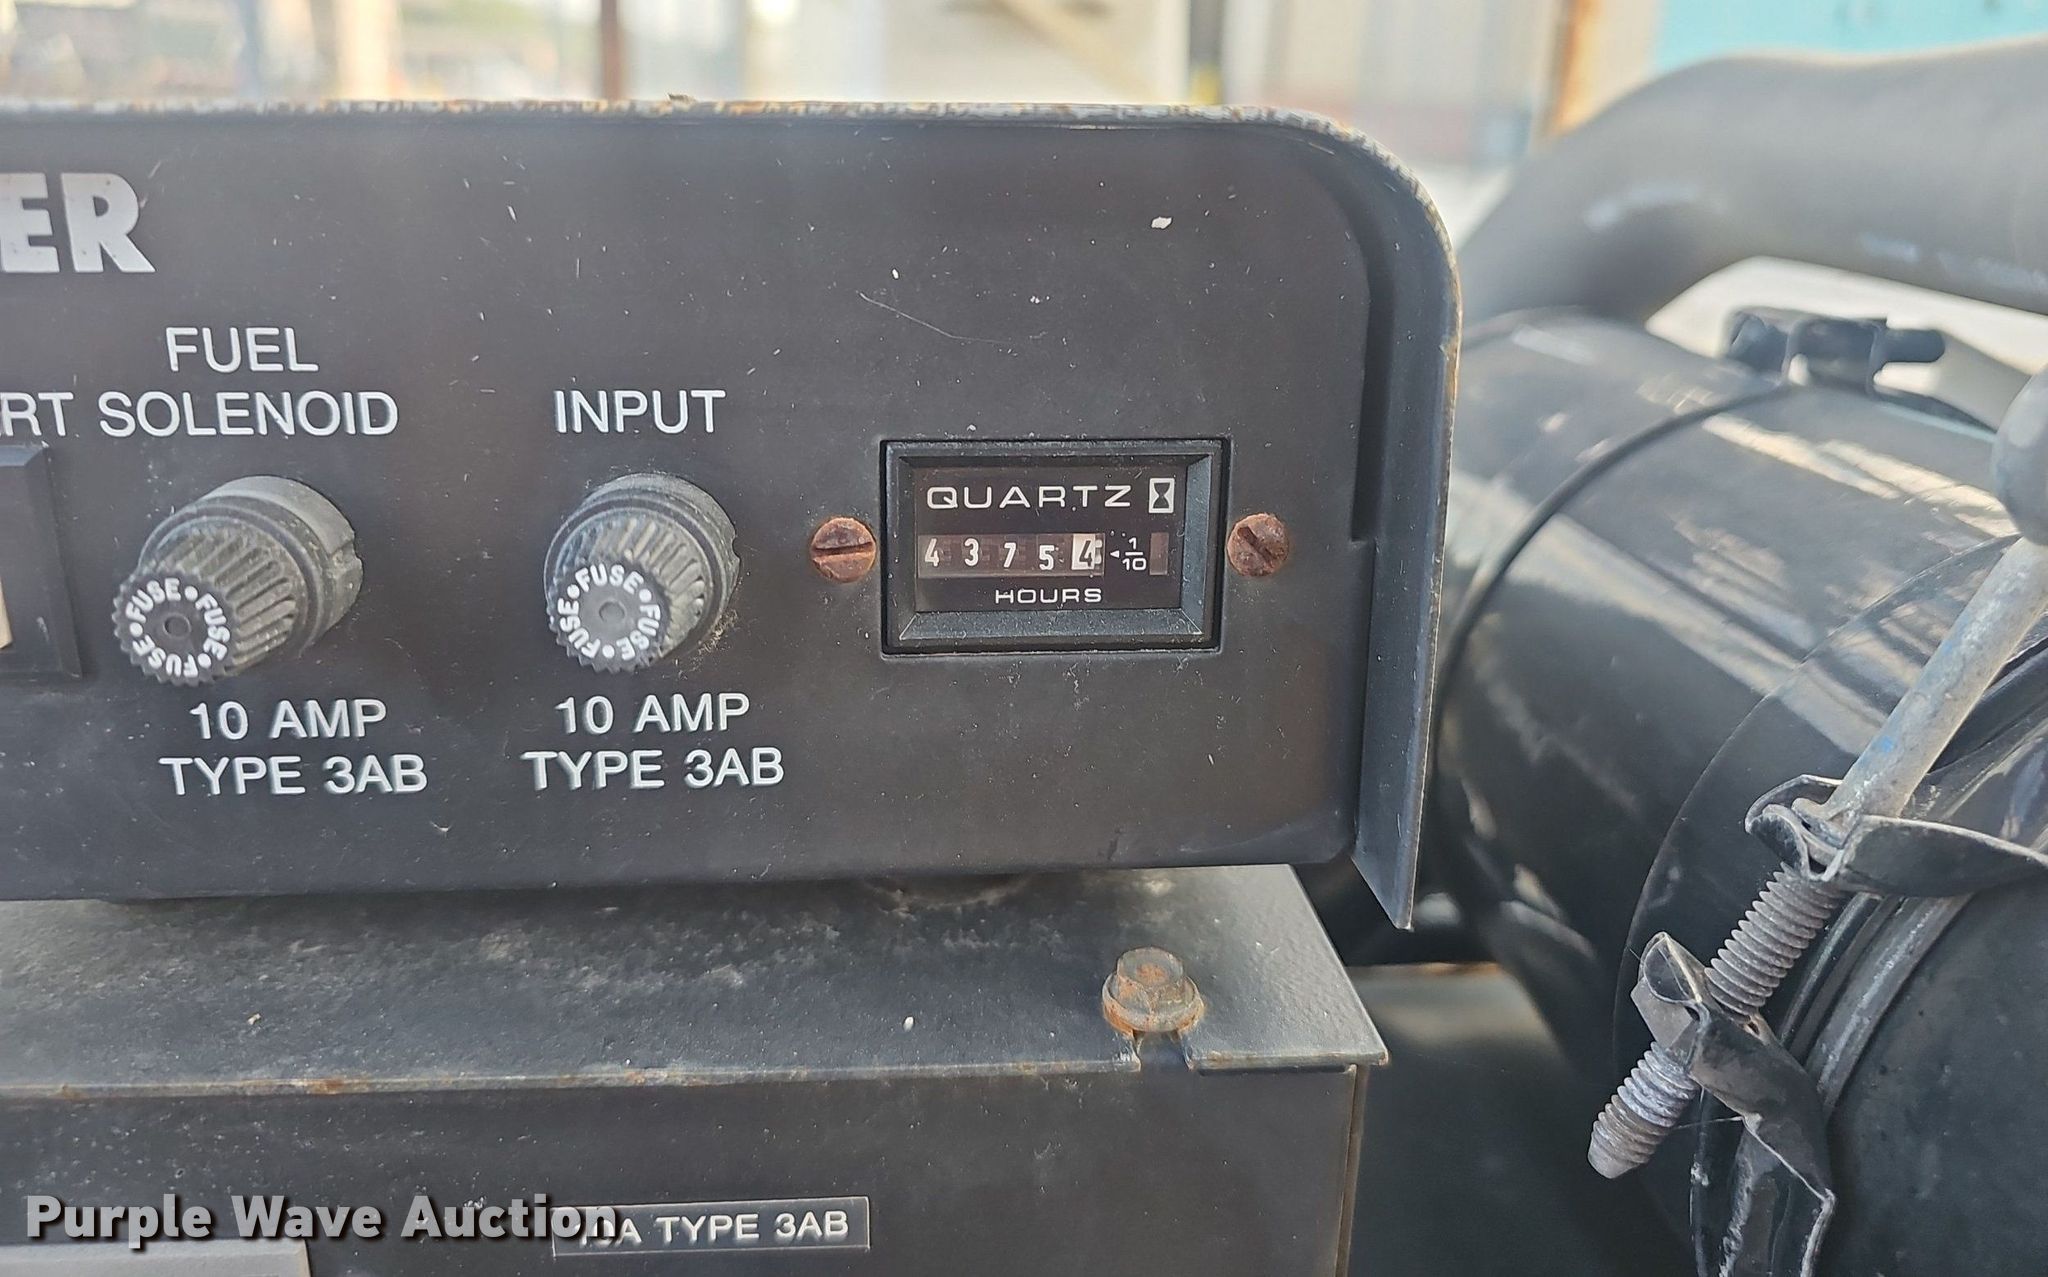 ER
FUEL
RT SOLENOID
INPUT
QUARTZ
4 3 7 5 4 1/10
HOURS
FUSE • FUSE • FUSE
FUSE • FUSE • FUSE
10 AMP
TYPE 3AB
10 AMP
TYPE 3AB
10A TYPE 3AB
Purple Wave Auction